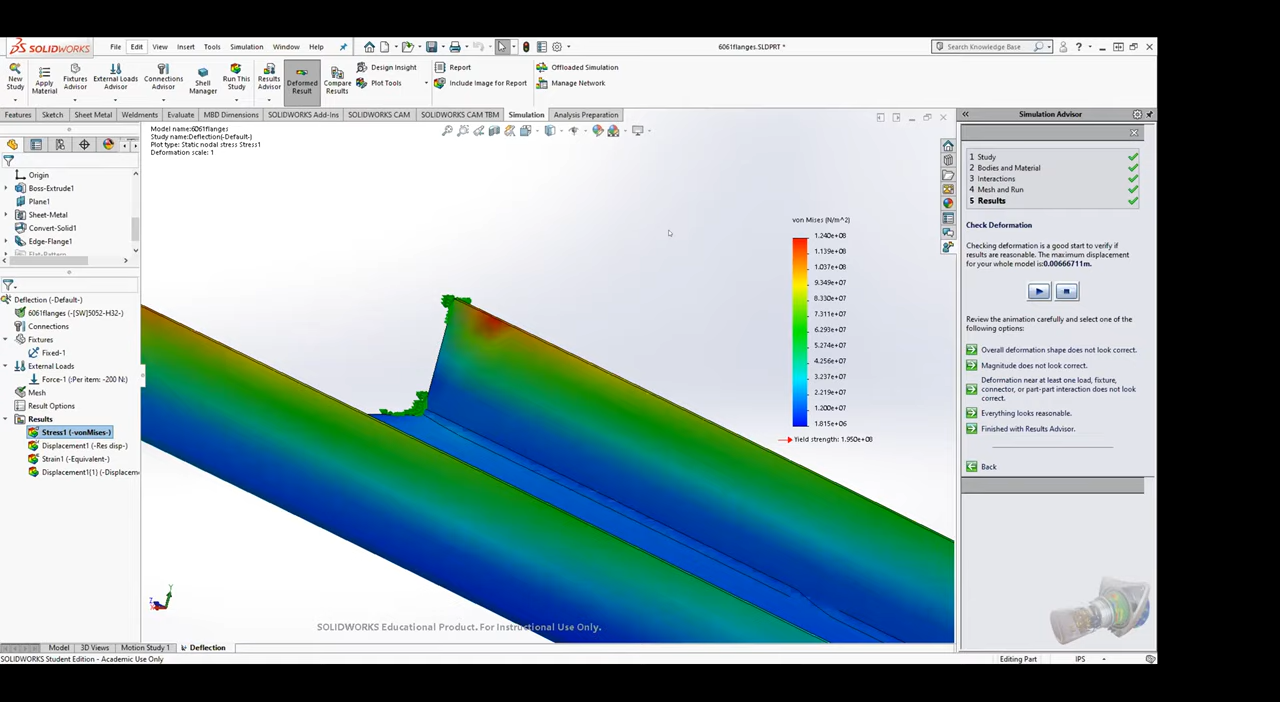 SOLIDWORKS File Edit View Insert Tools Simulation Window Help 6061flanges.SLDPRT * Search Knowledge Base ?
New Study
Apply Material
Fixtures Advisor
External Loads Advisor
Connections Advisor
Shell Manager
Run This Study
Results Advisor
Deformed Result
Compare Results
Design Insight
Plot Tools
Report
Include Image for Report
Offloaded Simulation
Manage Network
Features Sketch Sheet Metal Weldments Evaluate MBD Dimensions SOLIDWORKS Add-Ins SOLIDWORKS CAM SOLIDWORKS CAM TBM Simulation Analysis Preparation
Origin
Boss-Extrude1
Plane1
Sheet-Metal
Convert-Solid1
Edge-Flange1
Flat-Pattern
Deflection (-Default-)
6061flanges (-[SW]5052-H32-)
Connections
Fixtures
Fixed-1
External Loads
Force-1 (:Per item: -200 N:)
Mesh
Result Options
Results
Stress1 (-vonMises-)
Displacement1 (-Res disp-)
Strain1 (-Equivalent-)
Displacement1{1} (-Displacem
Model name:6061flanges
Study name:Deflection(-Default-)
Plot type: Static nodal stress Stress1
Deformation scale: 1
von Mises (N/m^2)
1.240e+08
1.139e+08
1.037e+08
9.349e+07
8.330e+07
7.311e+07
6.293e+07
5.274e+07
4.256e+07
3.237e+07
1.200e+07
1.815e+06
Yield strength: 1.950e+08
SOLIDWORKS Educational Product. For Instructional Use Only.
Simulation Advisor
1 Study
2 Bodies and Material
3 Interactions
4 Mesh and Run
5 Results
Check Deformation
Checking deformation is a good start to verify if
results are reasonable. The maximum displacement
for your whole model is:0.00666711m.
Review the animation carefully and select one of the
following options:
Overall deformation shape does not look correct.
Magnitude does not look correct.
Deformation near at least one load, fixture,
connector, or part-part interaction does not look
correct.
Everything looks reasonable.
Finished with Results Advisor.
Back
Model 3D Views Motion Study 1 Deflection
SOLIDWORKS Student Edition - Academic Use Only Editing Part IPS